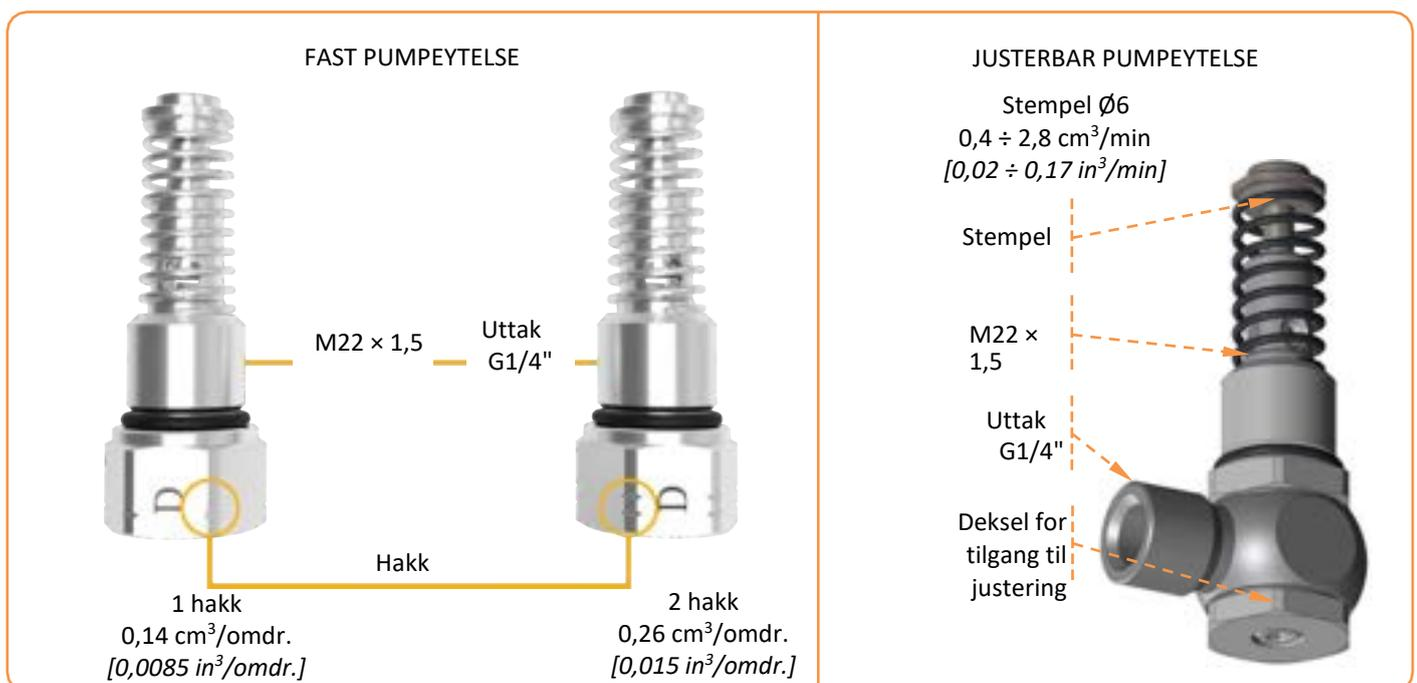 FAST PUMPEYTELSE
M22 × 1,5
Uttak
G1/4"
D
D
Hakk
1 hakk
0,14 cm³/omdr.
[0,0085 in³/omdr.]
2 hakk
0,26 cm³/omdr.
[0,015 in³/omdr.]
JUSTERBAR PUMPEYTELSE
Stempel Ø6
0,4 ÷ 2,8 cm³/min
[0,02 ÷ 0,17 in³/min]
Stempel
M22 ×
1,5
Uttak
G1/4"
Deksel for
tilgang til
justering